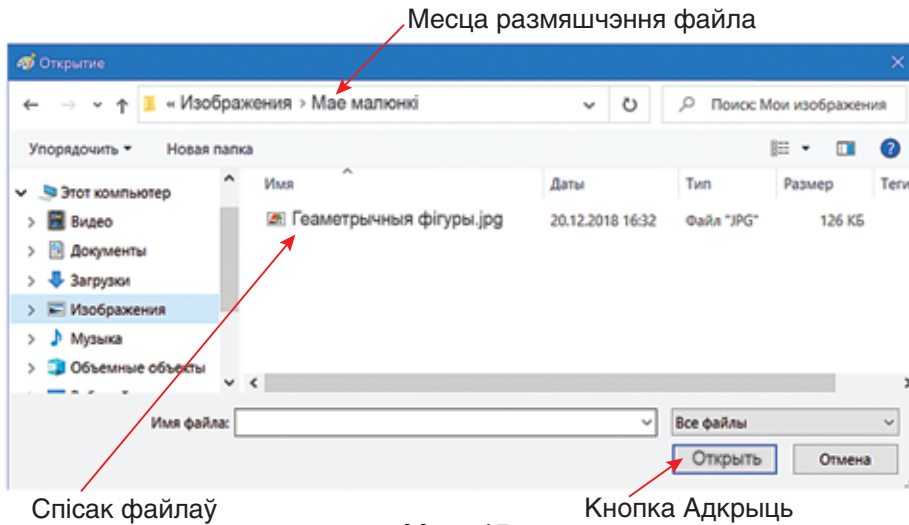 Месца размяшчэння файла
Открытие
« Изображения › Мае малюнкі
Поиск: Мои изображения
Упорядочить
Новая папка
Имя
Даты
Тип
Размер
Теги
Этот компьютер
Видео
Документы
Загрузки
Изображения
Музыка
Объемные объекты
Геаметрычныя фігуры.jpg 20.12.2018 16:32 Файл "JPG" 126 КБ
Имя файла:
Все файлы
Открыть
Отмена
Спісак файлаў
Кнопка Адкрыць